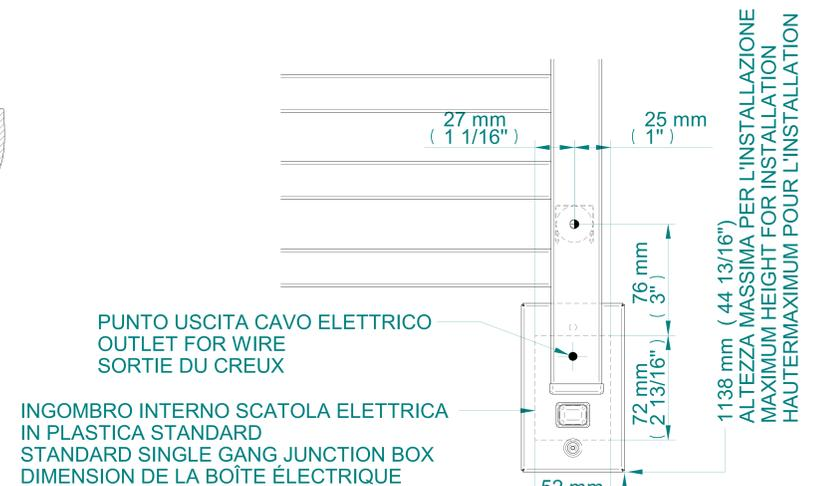 27 mm
( 1 1/16" )
25 mm
( 1" )
76 mm
( 3" )
72 mm
( 2 13/16" )
1138 mm ( 44 13/16")
ALTEZZA MASSIMA PER L'INSTALLAZIONE
MAXIMUM HEIGHT FOR INSTALLATION
HAUTERMAXIMUM POUR L'INSTALLATION
PUNTO USCITA CAVO ELETTRICO
OUTLET FOR WIRE
SORTIE DU CREUX
INGOMBRO INTERNO SCATOLA ELETTRICA
IN PLASTICA STANDARD
STANDARD SINGLE GANG JUNCTION BOX
DIMENSION DE LA BOÎTE ÉLECTRIQUE
52 mm